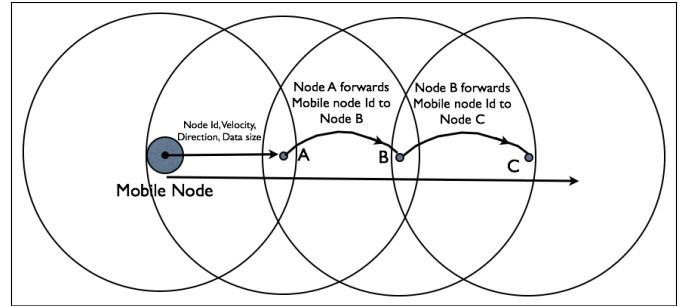 Node Id,Velocity,
Direction, Data size
Node A forwards
Mobile node Id to
Node B
Node B forwards
Mobile node Id to
Node C
A
B
C
Mobile Node